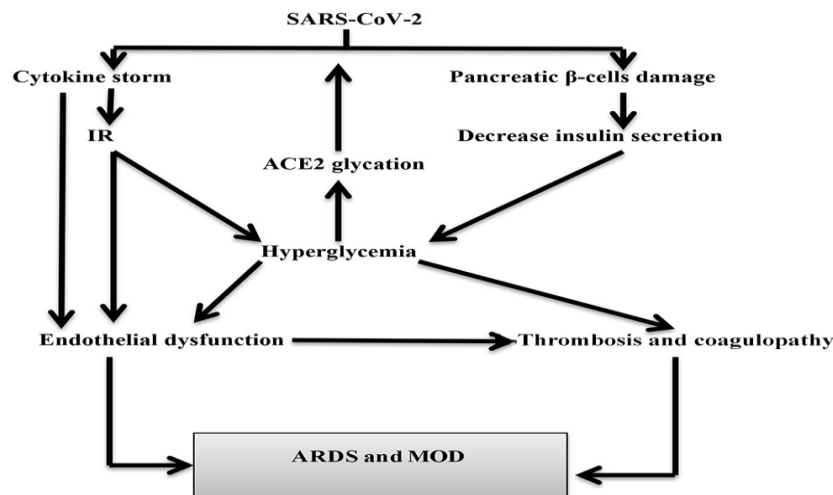 SARS-CoV-2
Cytokine storm
Pancreatic β-cells damage
IR
Decrease insulin secretion
ACE2 glycation
Hyperglycemia
Endothelial dysfunction
Thrombosis and coagulopathy
ARDS and MOD